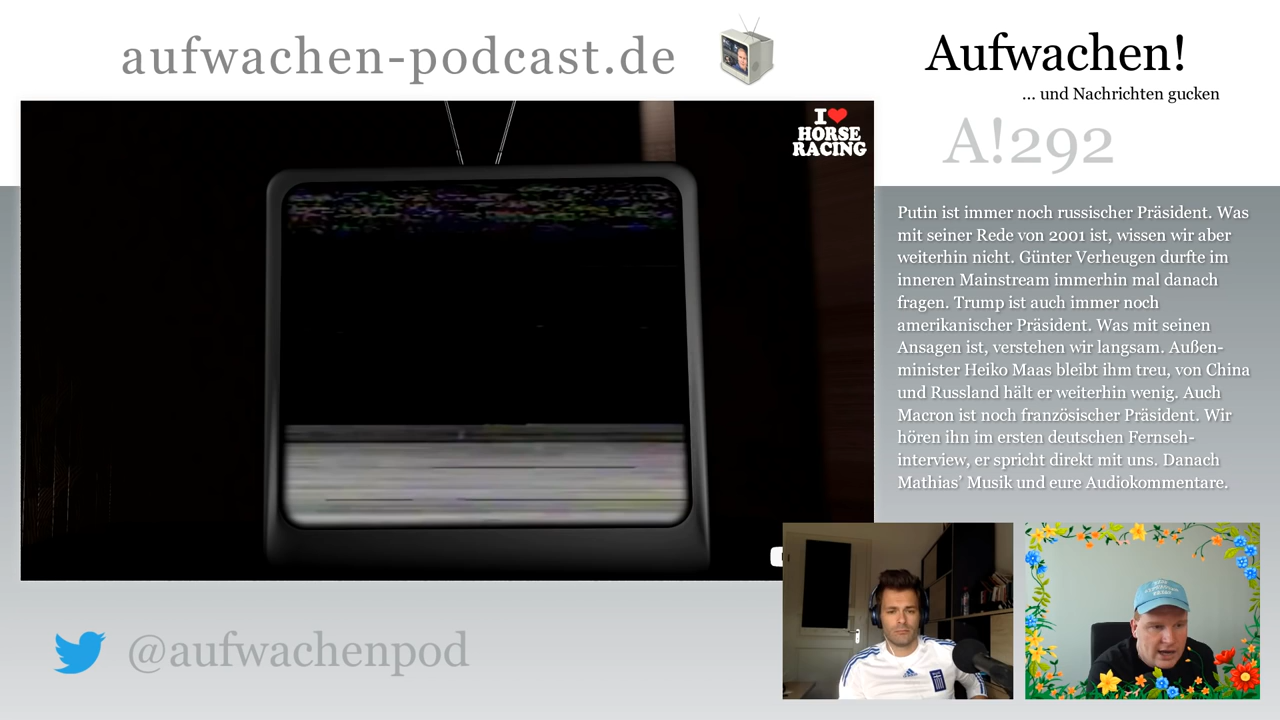 aufwachen-podcast.de
Aufwachen!
... und Nachrichten gucken
A!292
I❤
HORSE
RACING
Putin ist immer noch russischer Präsident. Was
mit seiner Rede von 2001 ist, wissen wir aber
weiterhin nicht. Günter Verheugen durfte im
inneren Mainstream immerhin mal danach
fragen. Trump ist auch immer noch
amerikanischer Präsident. Was mit seinen
Ansagen ist, verstehen wir langsam. Außen-
minister Heiko Maas bleibt ihm treu, von China
und Russland hält er weiterhin wenig. Auch
Macron ist noch französischer Präsident. Wir
hören ihn im ersten deutschen Fernseh-
interview, er spricht direkt mit uns. Danach
Mathias’ Musik und eure Audiokommentare.
@aufwachenpod